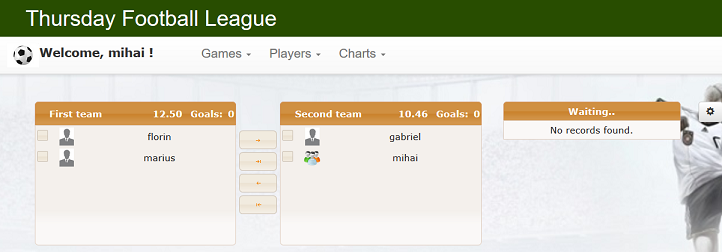 Thursday Football League
Welcome, mihai !
Games
Players
Charts
First team 12.50 Goals: 0
florin
marius
Second team 10.46 Goals: 0
gabriel
mihai
Waiting..
No records found.